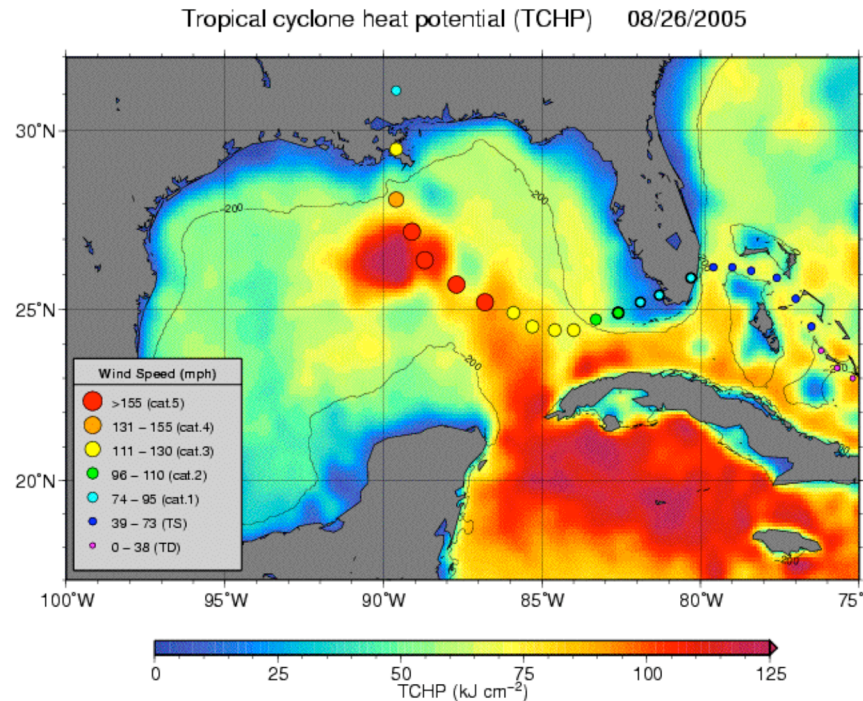 Tropical cyclone heat potential (TCHP) 08/26/2005
30°N
25°N
20°N
200
200
200
Wind Speed (mph)
>155 (cat.5)
131 – 155 (cat.4)
111 – 130 (cat.3)
96 – 110 (cat.2)
74 – 95 (cat.1)
39 – 73 (TS)
0 – 38 (TD)
-200
100°W 95°W 90°W 85°W 80°W 75°
0 25 50 75 100 125
TCHP (kJ cm⁻²)